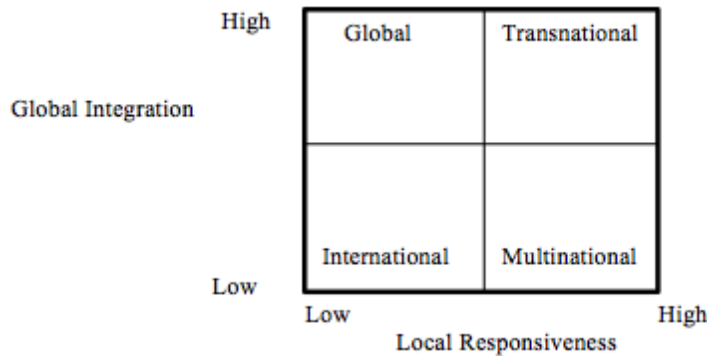 High
Global
Transnational
Global Integration
International
Multinational
Low
Low
High
Local Responsiveness